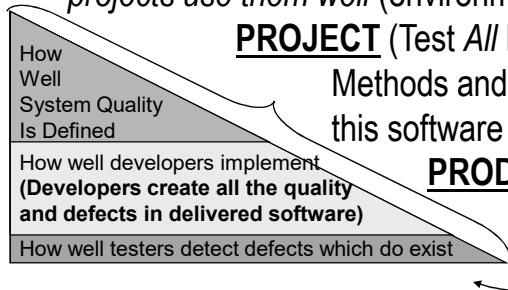 projects use them well
PROJECT (Test All
Methods and
this software
PROD
How
Well
System Quality
Is Defined
How well developers implement
(Developers create all the quality
and defects in delivered software)
How well testers detect defects which do exist